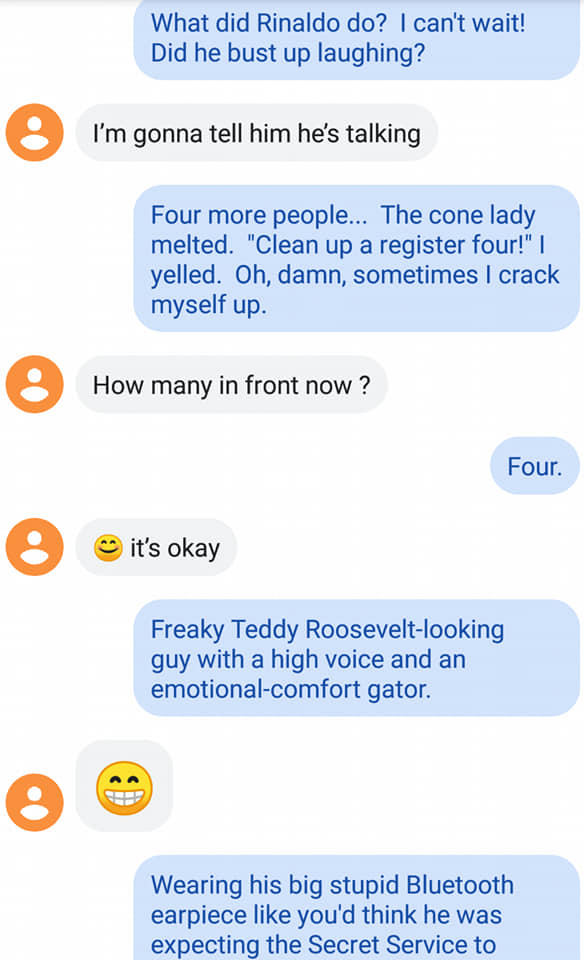 What did Rinaldo do?  I can't wait!
Did he bust up laughing?
I’m gonna tell him he’s talking
Four more people...  The cone lady
melted.  "Clean up a register four!" I
yelled.  Oh, damn, sometimes I crack
myself up.
How many in front now ?
Four.
😊 it’s okay
Freaky Teddy Roosevelt-looking
guy with a high voice and an
emotional-comfort gator.
😁
Wearing his big stupid Bluetooth
earpiece like you'd think he was
expecting the Secret Service to